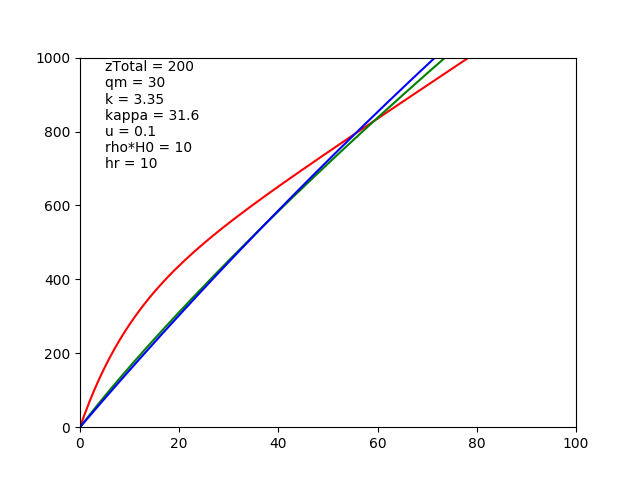 1000
800
600
400
200
0
zTotal = 200
qm = 30
k = 3.35
kappa = 31.6
u = 0.1
rho*H0 = 10
hr = 10
0 20 40 60 80 100